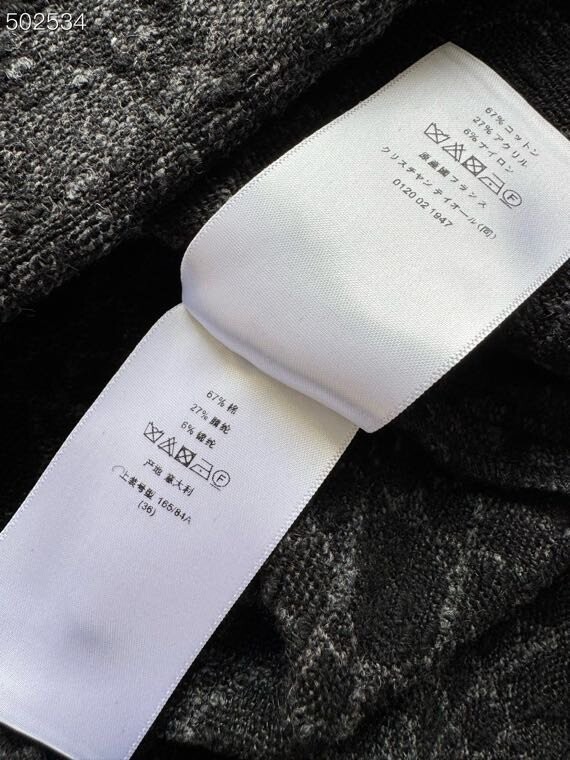 502534
67% コットン
27% アクリル
6% ナイロン
原産国 フランス
クリスチャン ディオール(同)
0120 02 1947
67% 棉
27% 腈纶
6% 锦纶
F
产地 意大利
上装号型 165/84A
(36)